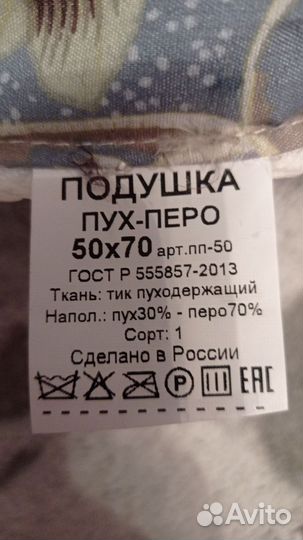 ПОДУШКА
ПУХ-ПЕРО
50х70 арт.пп-50
ГОСТ Р 555857-2013
Ткань: тик пуходержащий
Напол.: пух30% - перо70%
Сорт: 1
Сделано в России
P EAC
Avito